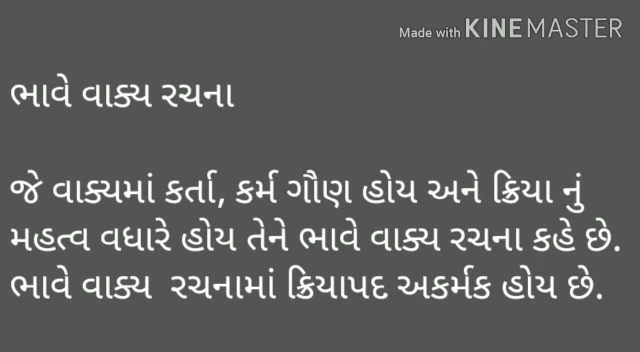 Made with KINEMASTER
ભાવે વાક્ય રચના
જે વાક્યમાં કર્તા, કર્મ ગૌણ હોય અને ક્રિયા નું
મહત્વ વધારે હોય તેને ભાવે વાક્ય રચના કહે છે.
ભાવે વાક્ય રચનામાં ક્રિયાપદ અકર્મક હોય છે.